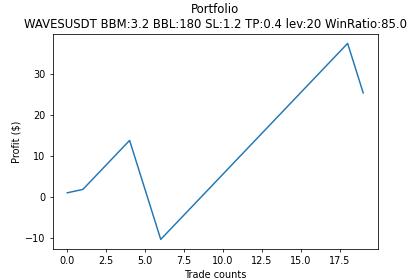 Portfolio
WAVESUSDT BBM:3.2 BBL:180 SL:1.2 TP:0.4 lev:20 WinRatio:85.0
30
20
10
0
−10
Profit ($)
0.0 2.5 5.0 7.5 10.0 12.5 15.0 17.5
Trade counts